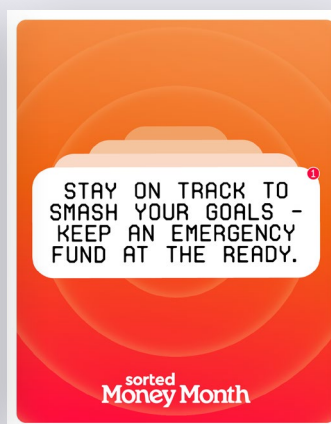 1
STAY ON TRACK TO
SMASH YOUR GOALS -
KEEP AN EMERGENCY
FUND AT THE READY.
sorted
Money Month